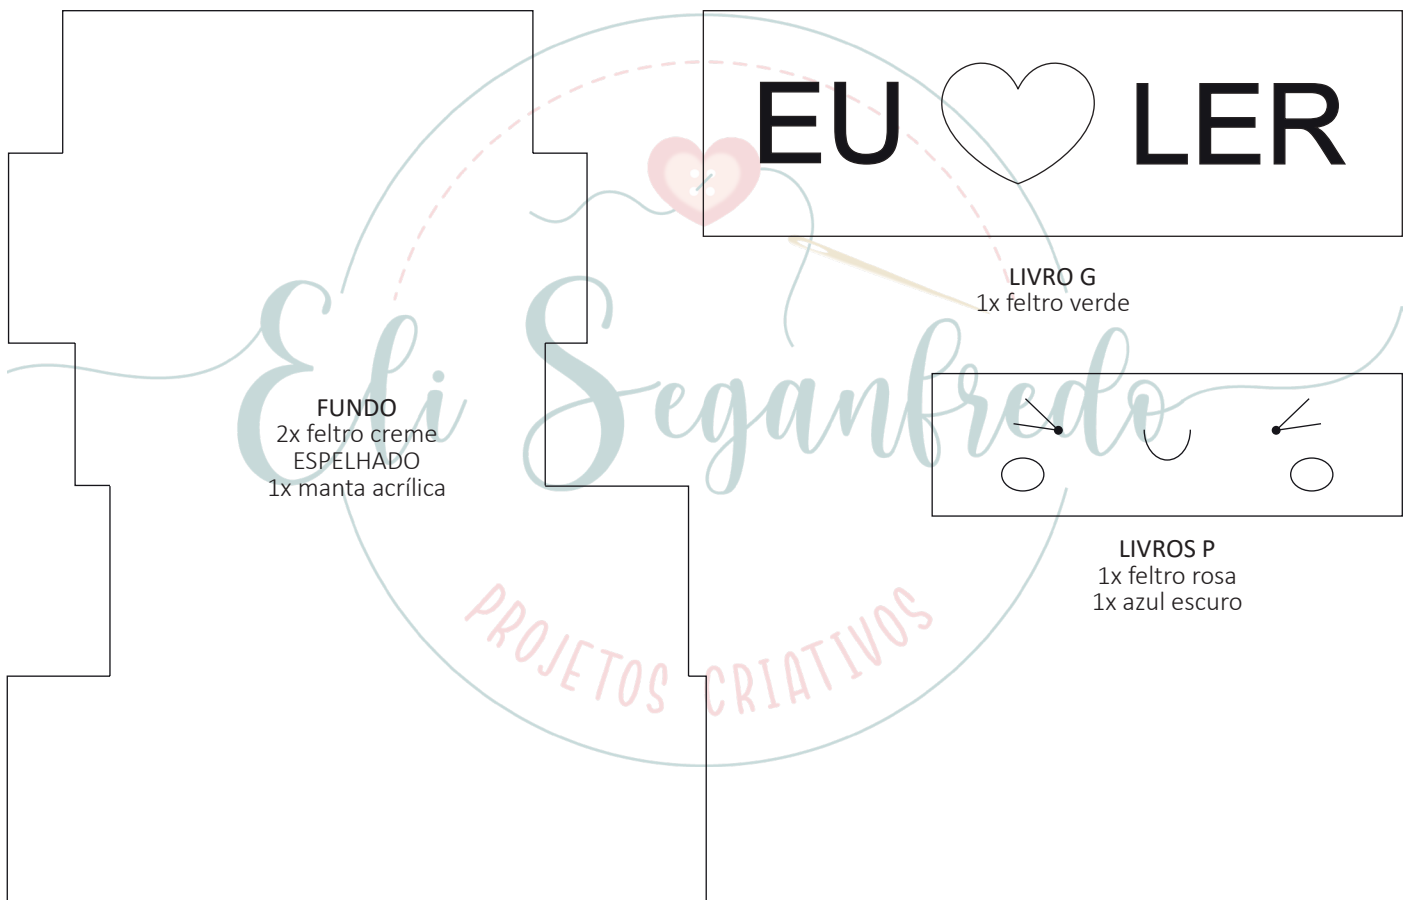 EU LER
LIVRO G
1x feltro verde
FUNDO
2x feltro creme
ESPELHADO
1x manta acrílica
LIVROS P
1x feltro rosa
1x azul escuro
Eli Seganfredo
PROJETOS CRIATIVOS